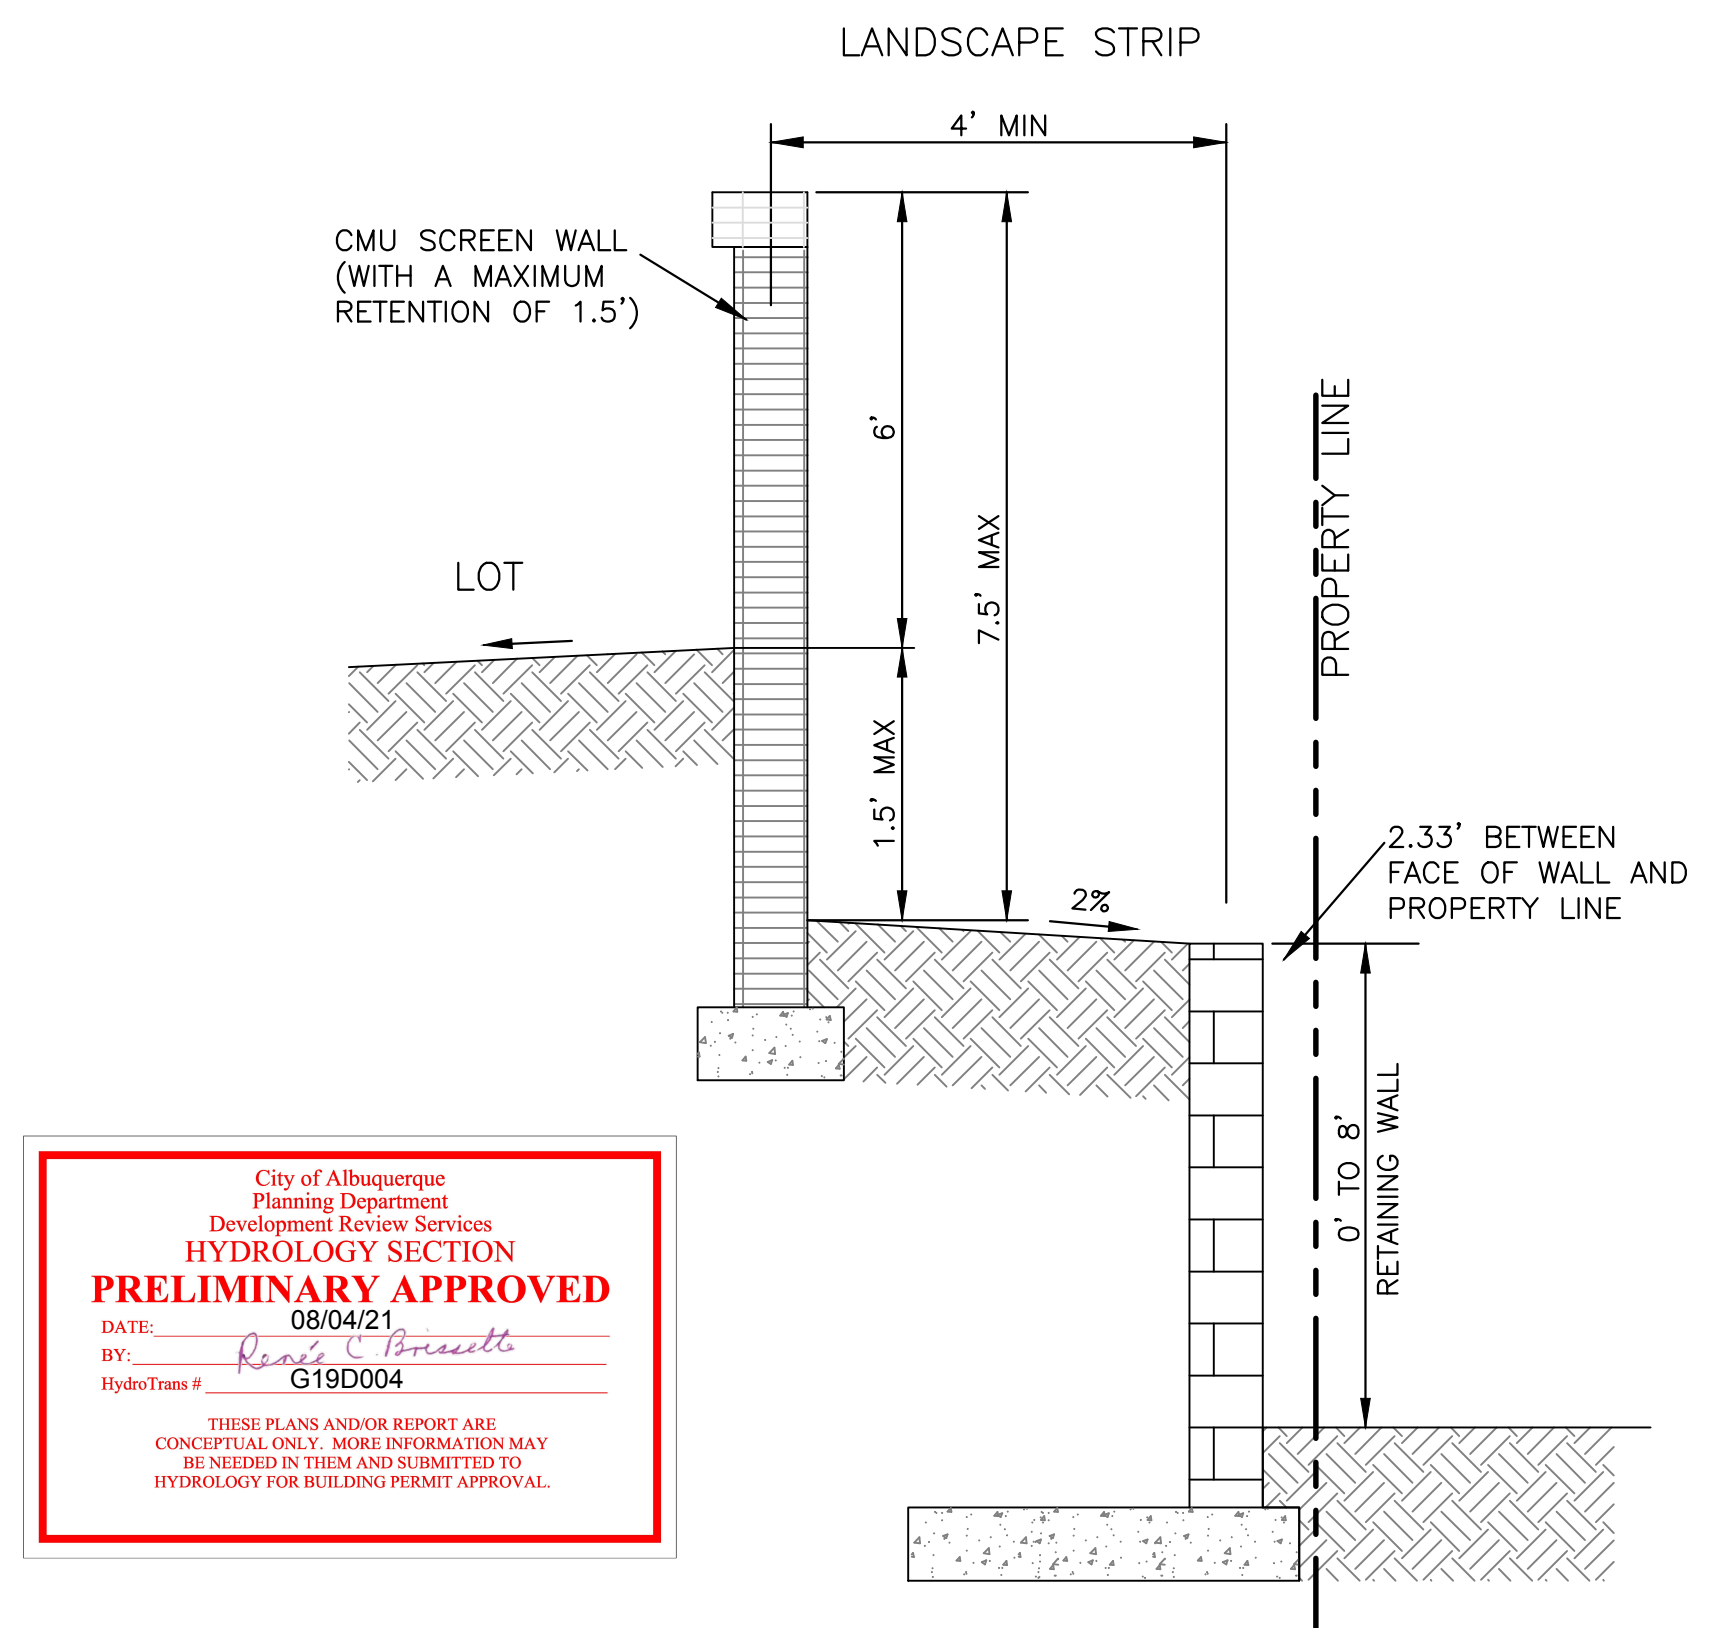 LANDSCAPE STRIP
4' MIN
CMU SCREEN WALL
(WITH A MAXIMUM
RETENTION OF 1.5')
6'
7.5' MAX
PROPERTY LINE
LOT
1.5' MAX
2.33' BETWEEN
FACE OF WALL AND
PROPERTY LINE
2%
0' TO 8'
RETAINING WALL
City of Albuquerque
Planning Department
Development Review Services
HYDROLOGY SECTION
PRELIMINARY APPROVED
DATE: 08/04/21
BY: Renée C. Brissette
HydroTrans # G19D004
THESE PLANS AND/OR REPORT ARE
CONCEPTUAL ONLY. MORE INFORMATION MAY
BE NEEDED IN THEM AND SUBMITTED TO
HYDROLOGY FOR BUILDING PERMIT APPROVAL.